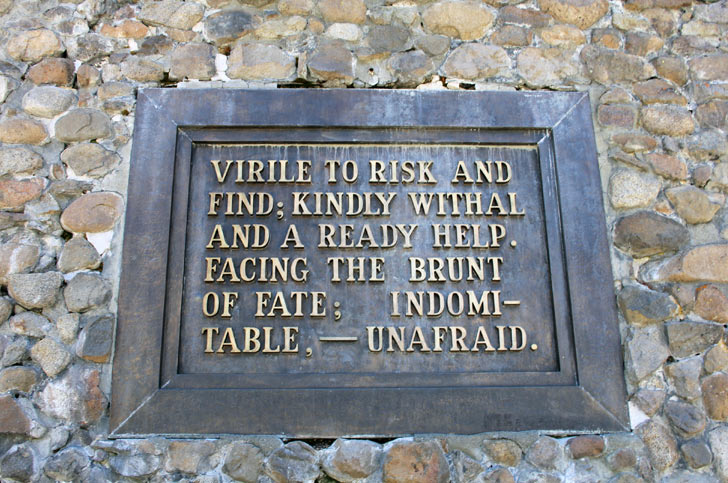 VIRILE TO RISK AND
FIND; KINDLY WITHAL
AND A READY HELP.
FACING THE BRUNT
OF FATE; INDOMI-
TABLE,— UNAFRAID.